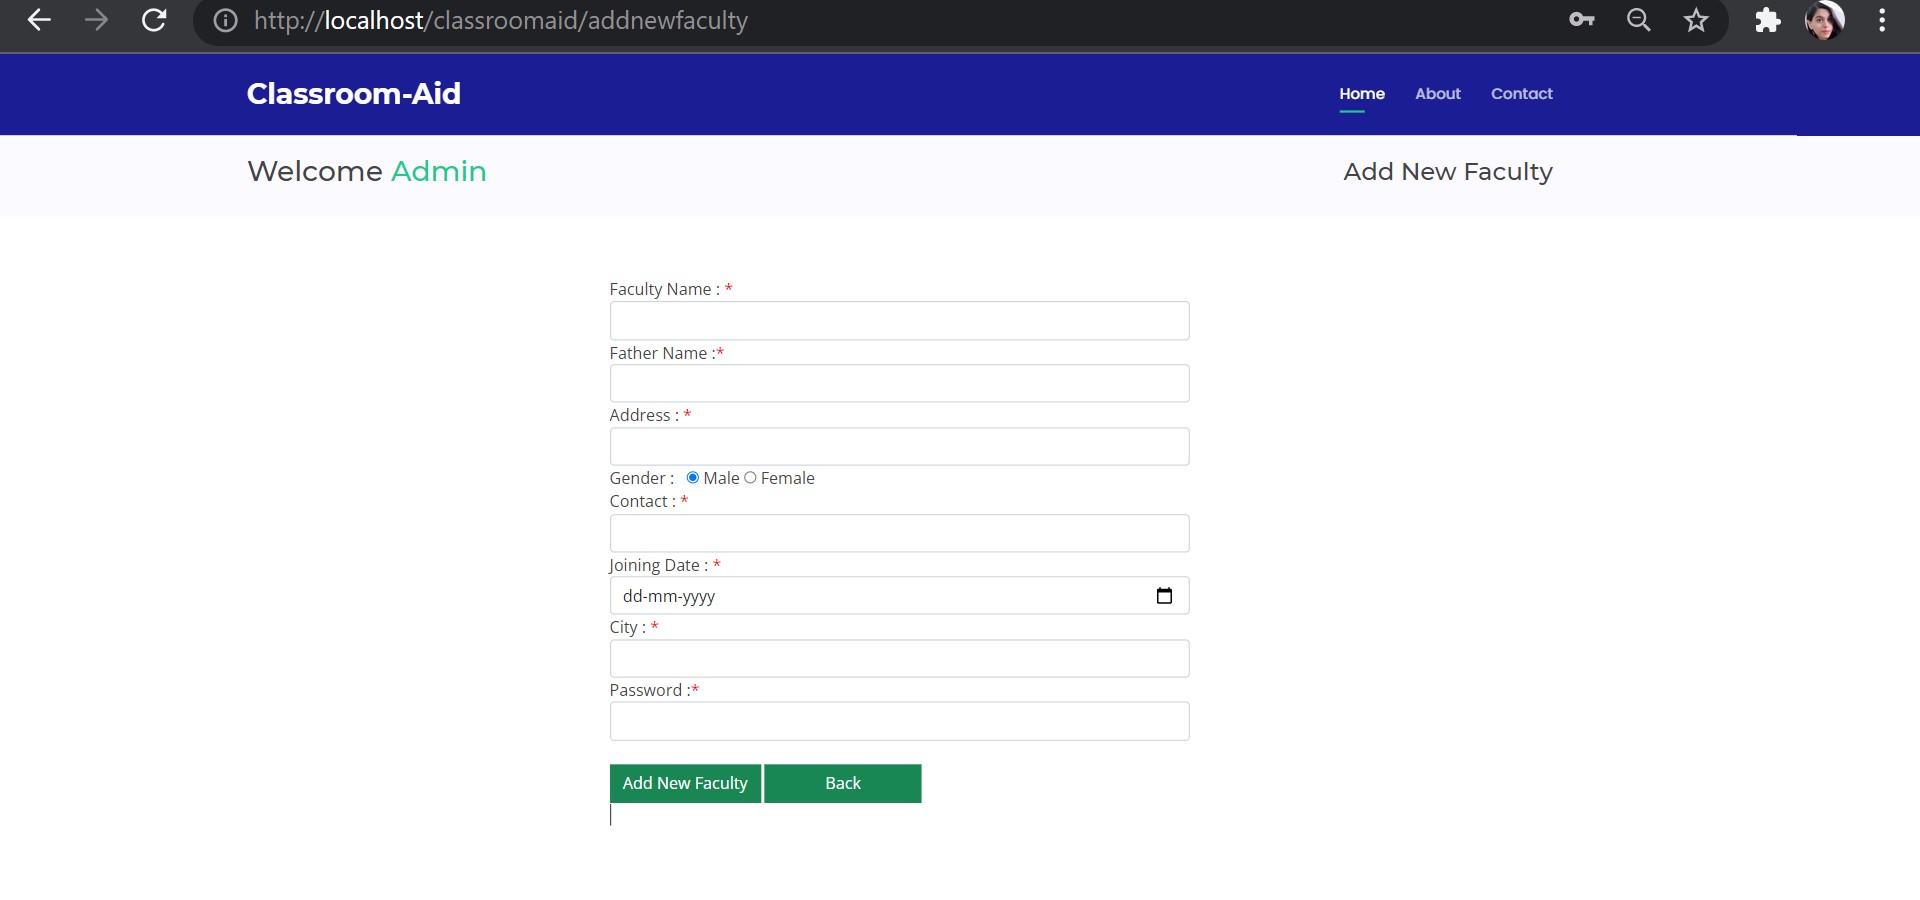 http://localhost/classroomaid/addnewfaculty
Classroom-Aid Home About Contact
Welcome Admin Add New Faculty
Faculty Name : *
Father Name :*
Address : *
Gender : Male Female
Contact : *
Joining Date : *
dd-mm-yyyy
City : *
Password :*
Add New Faculty Back